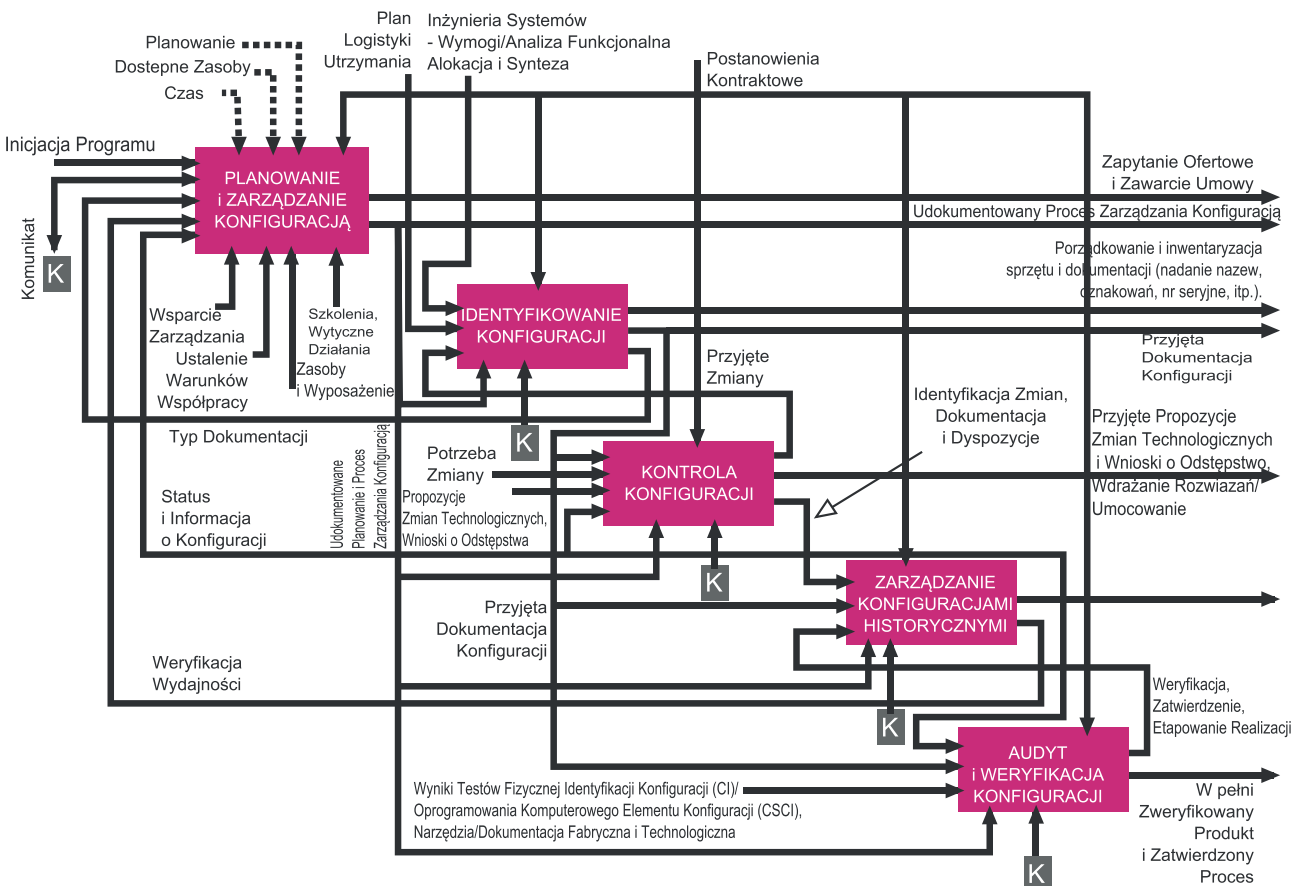 Planowanie
Dostepne Zasoby
Czas
Plan
Logistyki
Utrzymania
Inżynieria Systemów
- Wymogi/Analiza Funkcjonalna
Alokacja i Synteza
Postanowienia
Kontraktowe
Inicjacja Programu
Komunikat
K
PLANOWANIE
i ZARZĄDZANIE
KONFIGURACJĄ
Zapytanie Ofertowe
i Zawarcie Umowy
Udokumentowany Proces Zarządzania Konfiguracją
Porządkowanie i inwentaryzacja
sprzętu i dokumentacji (nadanie nazew,
oznakowań, nr seryjne, itp.).
Wsparcie
Zarządzania
Ustalenie
Warunków
Współpracy
Szkolenia,
Wytyczne
Działania
Zasoby
i Wyposażenie
IDENTYFIKOWANIE
KONFIGURACJI
K
Przyjęta
Dokumentacja
Konfiguracji
Przyjęte
Zmiany
Identyfikacja Zmian,
Dokumentacja
i Dyspozycje
Typ Dokumentacji
Udokumentowane
Planowanie i Proces
Zarządzania Konfiguracją
Potrzeba
Zmiany
Propozycje
Zmian Technologicznych,
Wnioski o Odstępstwa
KONTROLA
KONFIGURACJI
K
Przyjęte Propozycje
Zmian Technologicznych
i Wnioski o Odstępstwo,
Wdrażanie Rozwiazań/
Umocowanie
Status
i Informacja
o Konfiguracji
ZARZĄDZANIE
KONFIGURACJAMI
HISTORYCZNYMI
K
Przyjęta
Dokumentacja
Konfiguracji
Weryfikacja
Wydajności
Weryfikacja,
Zatwierdzenie,
Etapowanie Realizacji
AUDYT
i WERYFIKACJA
KONFIGURACJI
K
Wyniki Testów Fizycznej Identyfikacji Konfiguracji (CI)/
Oprogramowania Komputerowego Elementu Konfiguracji (CSCI),
Narzędzia/Dokumentacja Fabryczna i Technologiczna
W pełni
Zweryfikowany
Produkt
i Zatwierdzony
Proces